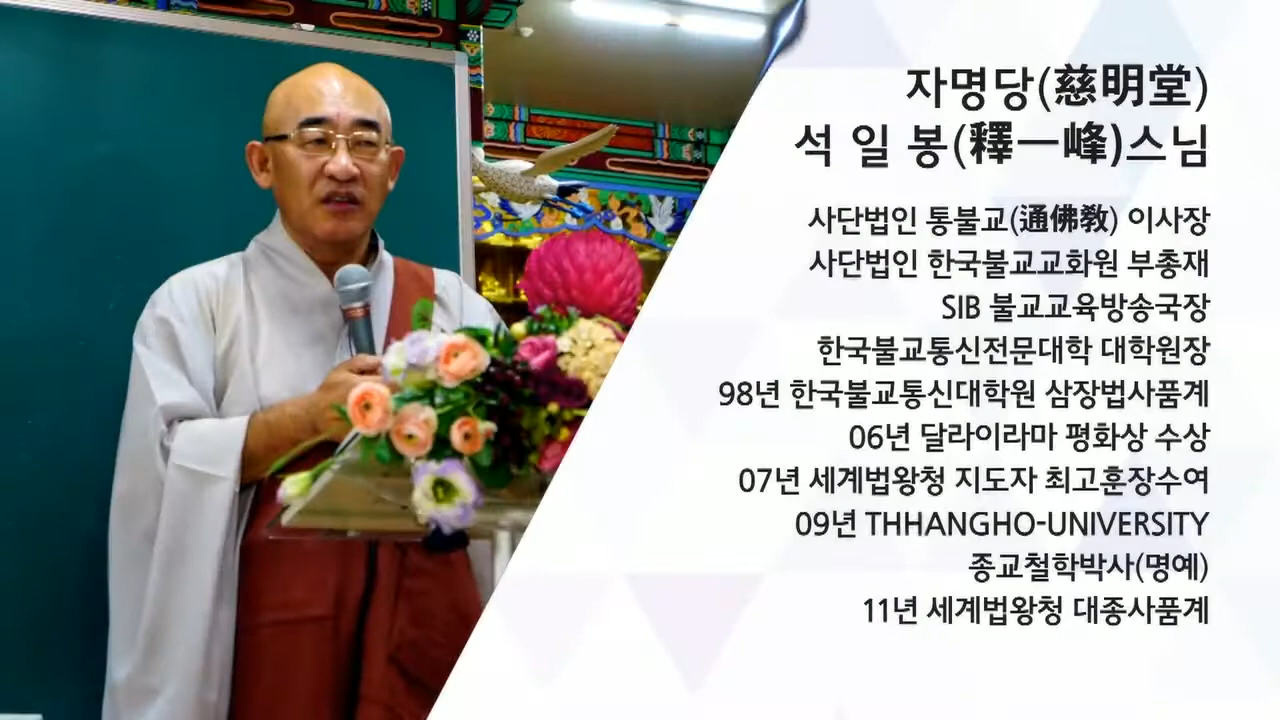 자명당(慈明堂)
석 일 봉(釋一峰)스님
사단법인 통불교(通佛敎) 이사장
사단법인 한국불교교화원 부총재
SIB 불교교육방송국장
한국불교통신전문대학 대학원장
98년 한국불교통신대학원 삼장법사품계
06년 달라이라마 평화상 수상
07년 세계법왕청 지도자 최고훈장수여
09년 THHANGHO-UNIVERSITY
종교철학박사(명예)
11년 세계법왕청 대종사품계